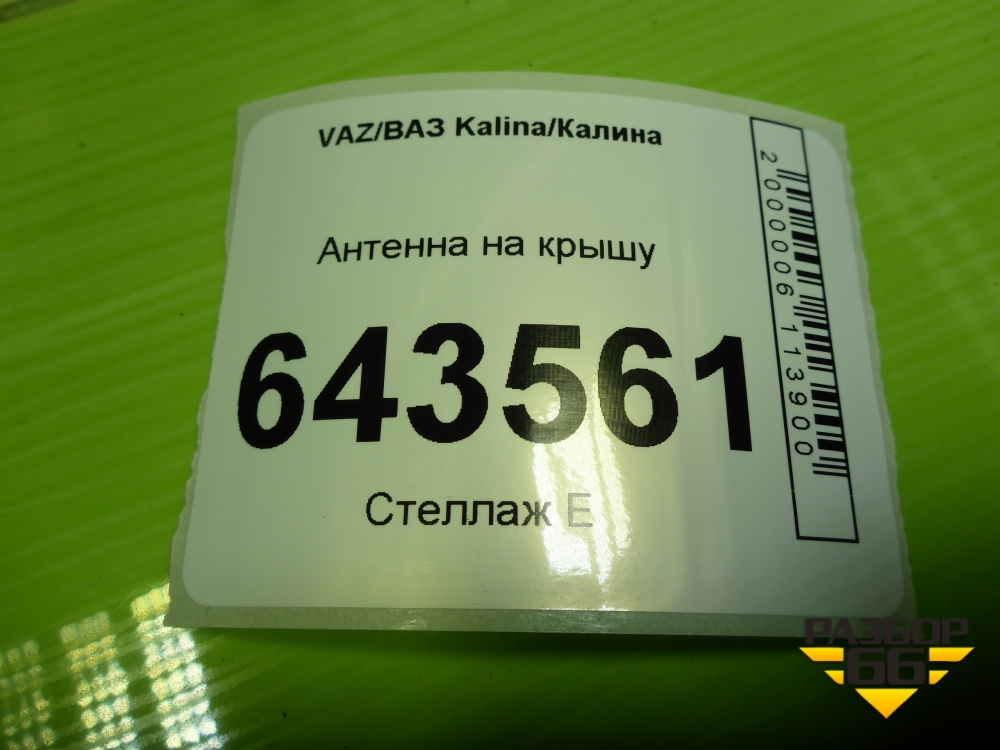 VAZ/ВАЗ Kalina/Калина
Антенна на крышу
643561
Стеллаж E
2000006113900
РАЗБОР
66